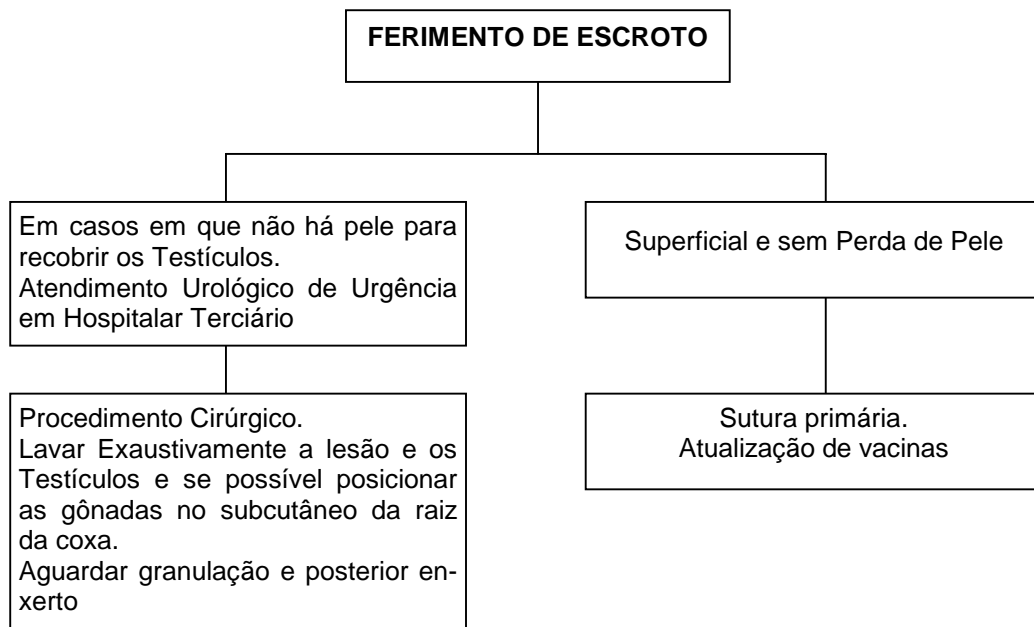 FERIMENTO DE ESCROTO
Em casos em que não há pele para
recobrir os Testículos.
Atendimento Urológico de Urgência
em Hospitalar Terciário
Superficial e sem Perda de Pele
Procedimento Cirúrgico.
Lavar Exaustivamente a lesão e os
Testículos e se possível posicionar
as gônadas no subcutâneo da raiz
da coxa.
Aguardar granulação e posterior en-
xerto
Sutura primária.
Atualização de vacinas